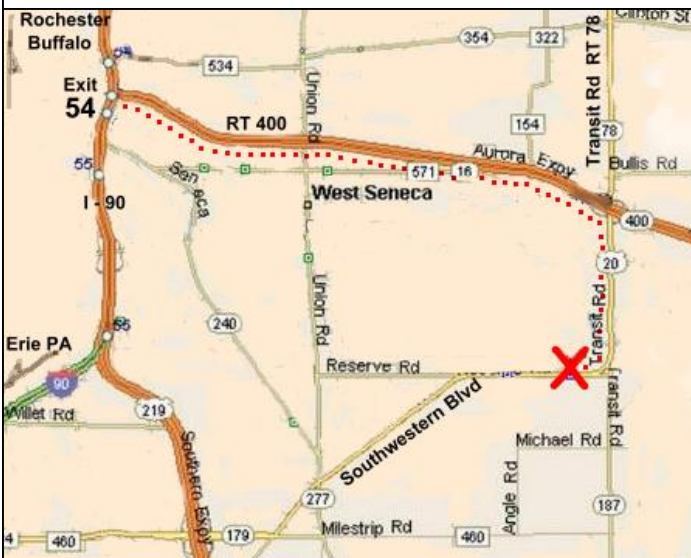 Rochester
Buffalo
Clinton St
354
322
534
RT 78
Transit Rd
Exit
54
Union Rd
RT 400
154
78
Aurora Expy
Bullis Rd
55
Seneca
571
16
West Seneca
I - 90
400
20
Union Rd
240
Transit Rd
Erie PA
90
Reserve Rd
Willet Rd
219
Southwestern Blvd
Transit Rd
Southern Expy
Michael Rd
Angle Rd
277
187
4
460
179
Milestrip Rd
460